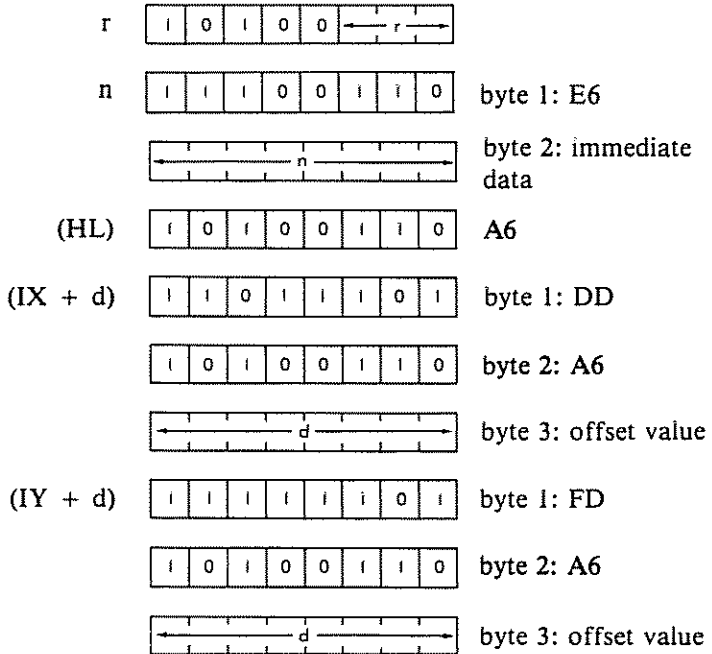 r 1 0 1 0 0 r
n 1 1 1 0 0 1 1 0 byte 1: E6
n byte 2: immediate
data
(HL) 1 0 1 0 0 1 1 0 A6
(IX + d) 1 1 0 1 1 1 0 1 byte 1: DD
1 0 1 0 0 1 1 0 byte 2: A6
d byte 3: offset value
(IY + d) 1 1 1 1 1 1 0 1 byte 1: FD
1 0 1 0 0 1 1 0 byte 2: A6
d byte 3: offset value